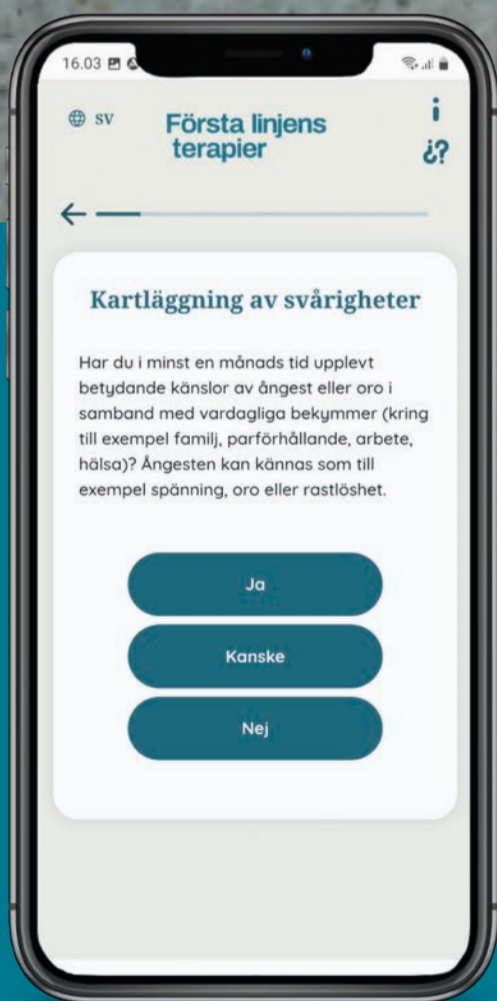 16.03
sv
Första linjens
terapier
i
¿?
Kartläggning av svårigheter
Har du i minst en månads tid upplevt
betydande känslor av ångest eller oro i
samband med vardagliga bekymmer (kring
till exempel familj, parförhållande, arbete,
hälsa)? Ångesten kan kännas som till
exempel spänning, oro eller rastlöshet.
Ja
Kanske
Nej